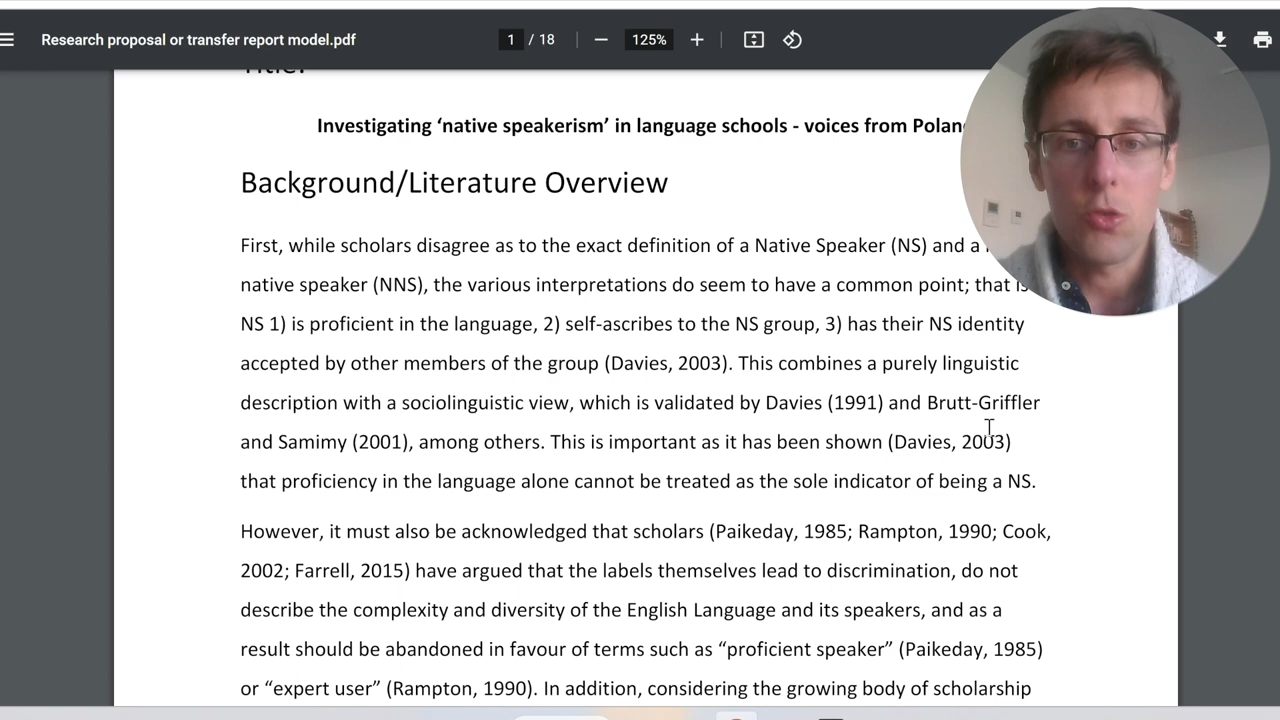 Research proposal or transfer report model.pdf
1 / 18
125%
Investigating ‘native speakerism’ in language schools - voices from
Background/Literature Overview
First, while scholars disagree as to the exact definition of a Native Speaker (NS) and a
native speaker (NNS), the various interpretations do seem to have a common point; that is
NS 1) is proficient in the language, 2) self-ascribes to the NS group, 3) has their NS identity
accepted by other members of the group (Davies, 2003). This combines a purely linguistic
description with a sociolinguistic view, which is validated by Davies (1991) and Brutt-Griffler
and Samimy (2001), among others. This is important as it has been shown (Davies, 2003)
that proficiency in the language alone cannot be treated as the sole indicator of being a NS.
However, it must also be acknowledged that scholars (Paikeday, 1985; Rampton, 1990; Cook,
2002; Farrell, 2015) have argued that the labels themselves lead to discrimination, do not
describe the complexity and diversity of the English Language and its speakers, and as a
result should be abandoned in favour of terms such as “proficient speaker” (Paikeday, 1985)
or “expert user” (Rampton, 1990). In addition, considering the growing body of scholarship